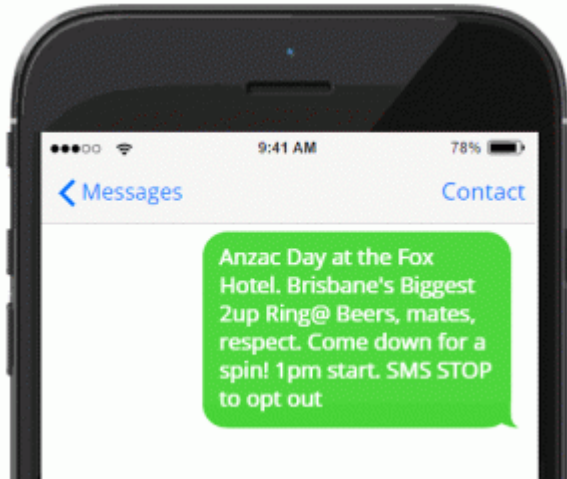 9:41 AM
78%
Messages
Contact
Anzac Day at the Fox
Hotel. Brisbane's Biggest
2up Ring@ Beers, mates,
respect. Come down for a
spin! 1pm start. SMS STOP
to opt out